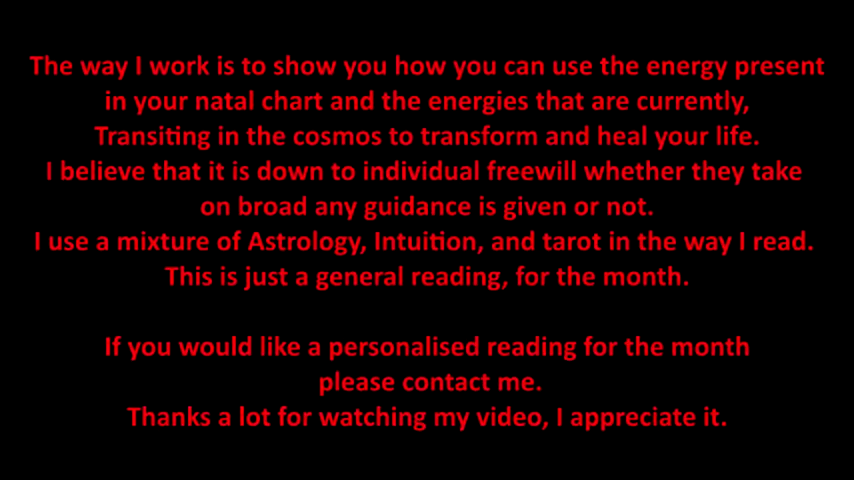 The way I work is to show you how you can use the energy present
in your natal chart and the energies that are currently,
Transiting in the cosmos to transform and heal your life.
I believe that it is down to individual freewill whether they take
on broad any guidance is given or not.
I use a mixture of Astrology, Intuition, and tarot in the way I read.
This is just a general reading, for the month.
If you would like a personalised reading for the month
please contact me.
Thanks a lot for watching my video, I appreciate it.